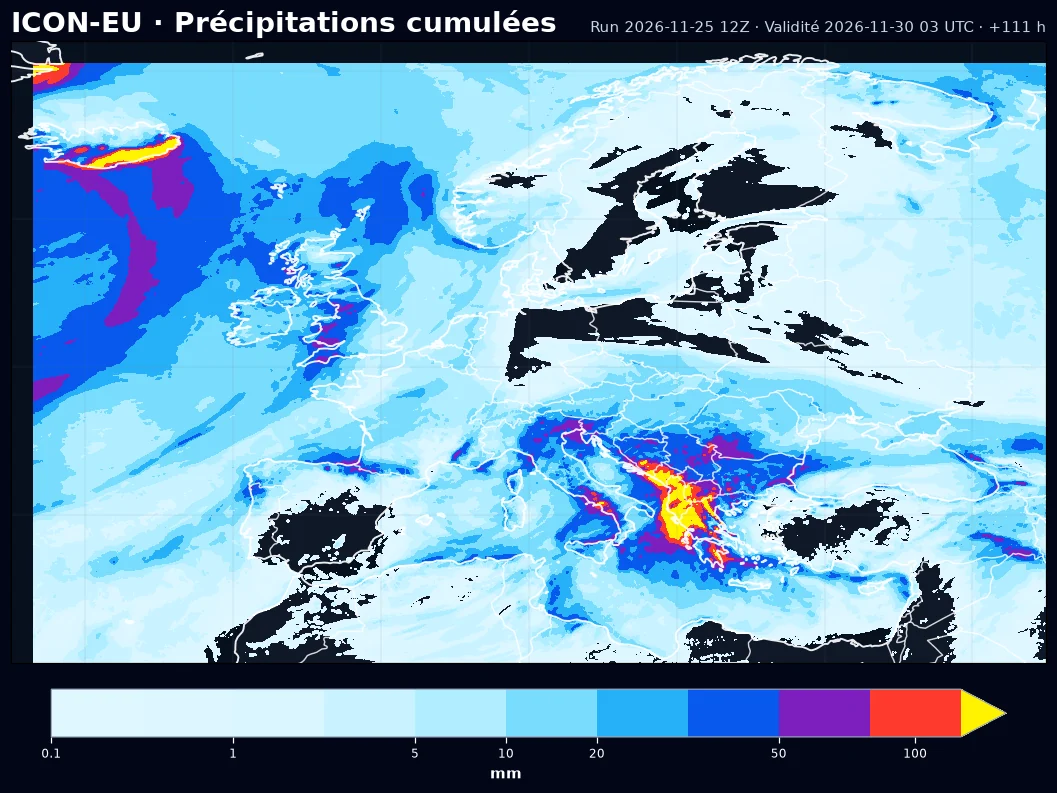 ICON-EU · Précipitations cumulées
Run 2026-11-25 12Z · Validité 2026-11-30 03 UTC · +111 h
0.1 1 5 10 20 50 100
mm